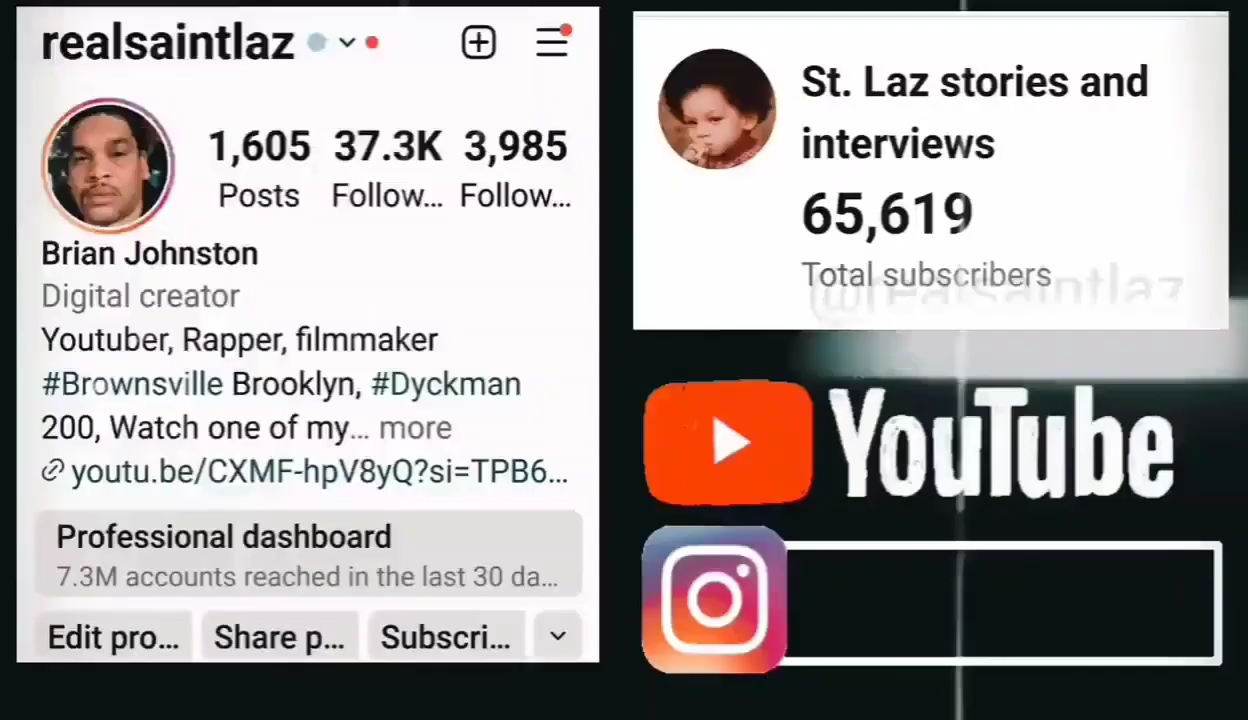 realsaintlaz
1,605 37.3K 3,985
Posts Follow... Follow...
Brian Johnston
Digital creator
Youtuber, Rapper, filmmaker
#Brownsville Brooklyn, #Dyckman
200, Watch one of my... more
youtu.be/CXMF-hpV8yQ?si=TPB6...
Professional dashboard
7.3M accounts reached in the last 30 da...
Edit pro... Share p... Subscri...
St. Laz stories and
interviews
65,619
Total subscribers
@realsaintlaz
YouTube